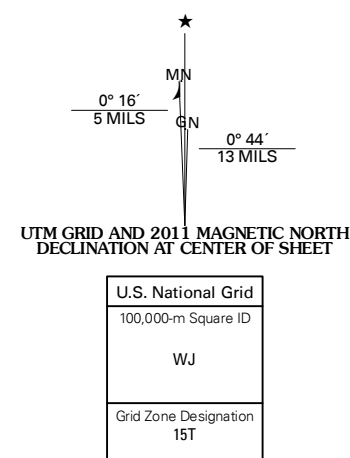 MN
0° 16´
5 MILS
GN
0° 44´
13 MILS
UTM GRID AND 2011 MAGNETIC NORTH
DECLINATION AT CENTER OF SHEET
U.S. National Grid
100,000-m Square ID
WJ
Grid Zone Designation
15T